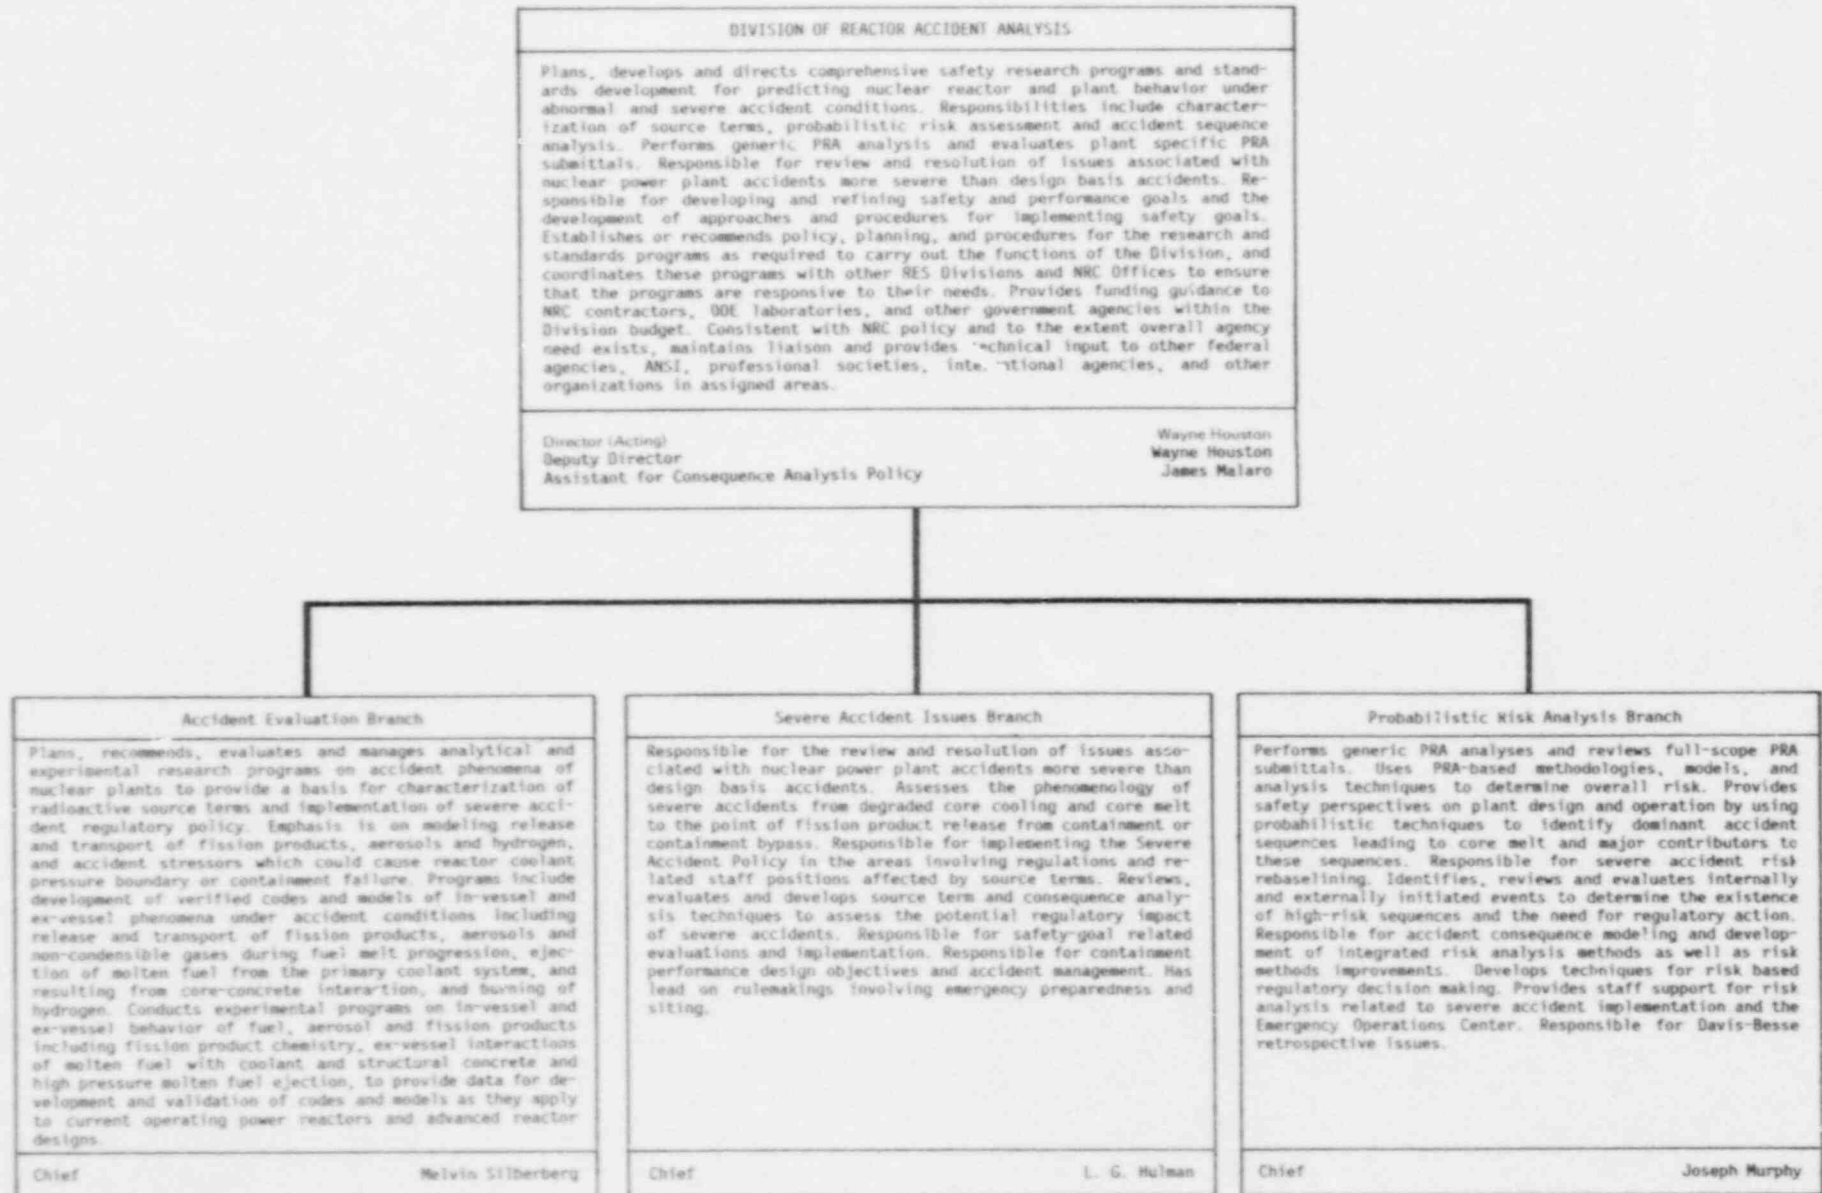 DIVISION OF REACTOR ACCIDENT ANALYSIS
Plans, develops and directs comprehensive safety research programs and stand-
ards development for predicting nuclear reactor and plant behavior under
abnormal and severe accident conditions. Responsibilities include character-
ization of source terms, probabilistic risk assessment and accident sequence
analysis. Performs generic PRA analysis and evaluates plant specific PRA
submittals. Responsible for review and resolution of issues associated with
nuclear power plant accidents more severe than design basis accidents. Re-
sponsible for developing and refining safety and performance goals and the
development of approaches and procedures for implementing safety goals.
Establishes or recommends policy, planning, and procedures for the research and
standards programs as required to carry out the functions of the Division, and
coordinates these programs with other RES Divisions and NRC Offices to ensure
that the programs are responsive to their needs. Provides funding guidance to
NRC contractors, DOE laboratories, and other government agencies within the
Division budget. Consistent with NRC policy and to the extent overall agency
need exists, maintains liaison and provides input to other federal
agencies, ANSI, professional societies, agencies, and other
organizations in assigned areas.
Director (Acting) Wayne Houston
Deputy Director Wayne Houston
Assistant for Consequence Analysis Policy James Malaro
Accident Evaluation Branch
Plans, recommends, evaluates and manages analytical and
experimental research programs on accident phenomena of
nuclear plants to provide a basis for characterization of
radioactive source terms and implementation of severe acci-
dent regulatory policy. Emphasis is on modeling release
and transport of fission products, aerosols and hydrogen,
and accident stressors which could cause reactor coolant
pressure boundary or containment failure. Programs include
development of verified codes and models of in-vessel and
ex-vessel phenomena under accident conditions including
release and transport of fission products, aerosols and
non-condensible gases during fuel melt progression, ejec-
tion of molten fuel from the primary coolant system, and
resulting from core-concrete interaction, and burning of
hydrogen. Conducts experimental programs on in-vessel and
ex-vessel behavior of fuel, aerosol and fission products
including fission product chemistry, ex-vessel interactions
of molten fuel with coolant and structural concrete and
high pressure molten fuel ejection, to provide data for de-
velopment and validation of codes and models as they apply
to current operating power reactors and advanced reactor
designs.
Chief Melvin Silberberg
Severe Accident Issues Branch
Responsible for the review and resolution of issues asso-
ciated with nuclear power plant accidents more severe than
design basis accidents. Assesses the phenomenology of
severe accidents from degraded core cooling and core melt
to the point of fission product release from containment or
containment bypass. Responsible for implementing the Severe
Accident Policy in the areas involving regulations and re-
lated staff positions affected by source terms. Reviews,
evaluates and develops source term and consequence analy-
sis techniques to assess the potential regulatory impact
of severe accidents. Responsible for safety-goal related
evaluations and implementation. Responsible for containment
performance design objectives and accident management. Has
lead on rulemakings involving emergency preparedness and
siting.
Chief L. G. Hulman
Probabilistic Risk Analysis Branch
Performs generic PRA analyses and reviews full-scope PRA
submittals. Uses PRA-based methodologies, models, and
analysis techniques to determine overall risk. Provides
safety perspectives on plant design and operation by using
probabilistic techniques to identify dominant accident
sequences leading to core melt and major contributors to
these sequences. Responsible for severe accident risk
rebaselining. Identifies, reviews and evaluates internally
and externally initiated events to determine the existence
of high-risk sequences and the need for regulatory action.
Responsible for accident consequence modeling and develop-
ment of integrated risk analysis methods as well as risk
methods improvements. Develops techniques for risk based
regulatory decision making. Provides staff support for risk
analysis related to severe accident implementation and the
Emergency Operations Center. Responsible for Davis-Besse
retrospective issues.
Chief Joseph Murphy